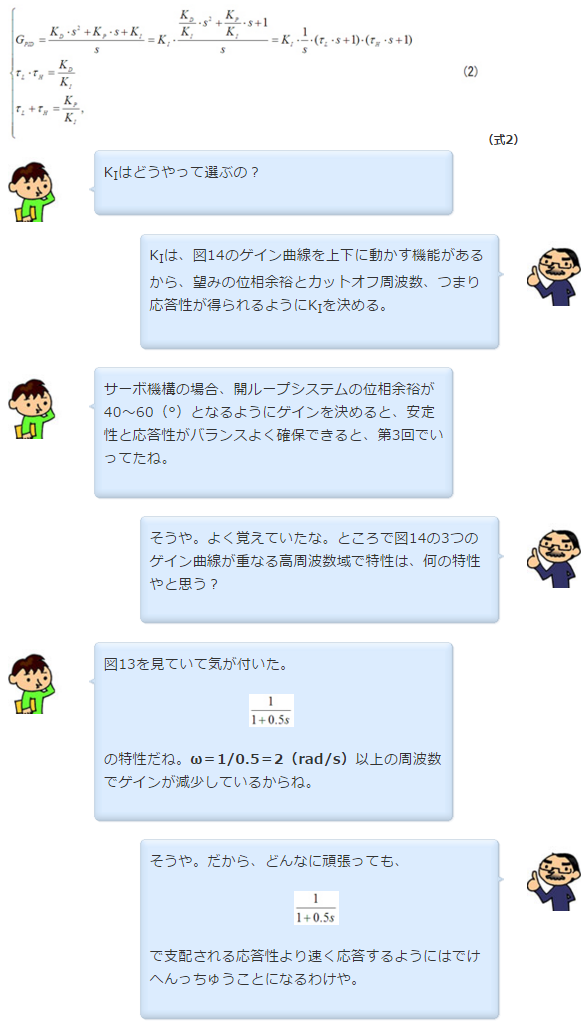 G_PID = (K_D・s² + K_P・s + K_I) / s = K_I・((K_D/K_I)・s² + (K_P/K_I)・s + 1) / s = K_I・(1/s)・(τ_L・s+1)・(τ_H・s+1)
τ_L・τ_H = K_D/K_I
(2)
τ_L + τ_H = K_P/K_I,
(式2)
K_Iはどうやって選ぶの？
K_Iは、図14のゲイン曲線を上下に動かす機能がある
から、望みの位相余裕とカットオフ周波数、つまり
応答性が得られるようにK_Iを決める。
サーボ機構の場合、開ループシステムの位相余裕が
40～60（°）となるようにゲインを決めると、安定
性と応答性がバランスよく確保できると、第3回でい
ってたね。
そうや。よく覚えていたな。ところで図14の3つの
ゲイン曲線が重なる高周波数域で特性は、何の特性
やと思う？
図13を見ていて気が付いた。
1/(1+0.5s)
の特性だね。ω＝1/0.5＝2（rad/s）以上の周波数
でゲインが減少しているからね。
そうや。だから、どんなに頑張っても、
1/(1+0.5s)
で支配される応答性より速く応答するようにはでけ
へんっちゅうことになるわけや。